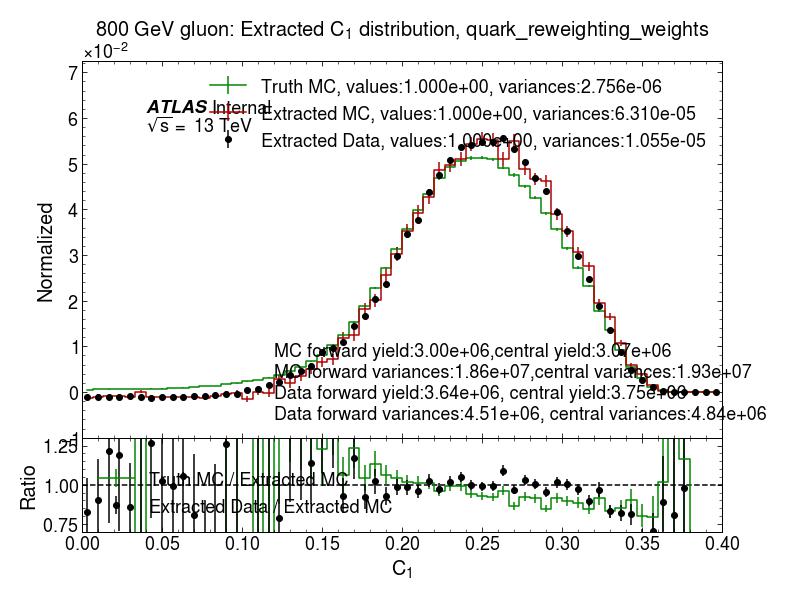 800 GeV gluon: Extracted C₁ distribution, quark_reweighting_weights
×10⁻²
Truth MC, values:1.000e+00, variances:2.756e-06
ATLAS Internal
Extracted MC, values:1.000e+00, variances:6.310e-05
√s = 13 TeV
Extracted Data, values:1.000e+00, variances:1.055e-05
Normalized
7
6
5
4
3
2
1
0
MC forward yield:3.00e+06,central yield:3.07e+06
MC forward variances:1.86e+07,central variances:1.93e+07
Data forward yield:3.64e+06, central yield:3.75e+06
Data forward variances:4.51e+06, central variances:4.84e+06
Ratio
1.25
1.00
0.75
Truth MC / Extracted MC
Extracted Data / Extracted MC
0.00 0.05 0.10 0.15 0.20 0.25 0.30 0.35 0.40
C₁